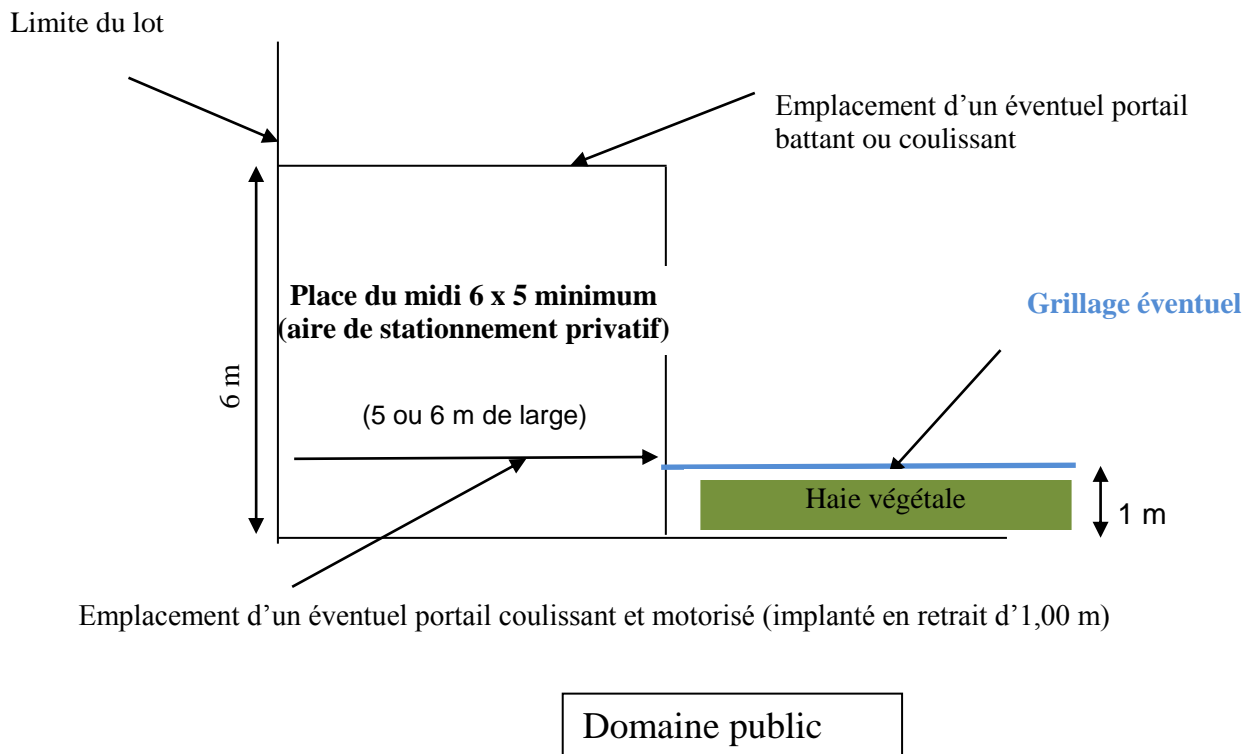 Limite du lot
Emplacement d’un éventuel portail
battant ou coulissant
Place du midi 6 x 5 minimum
(aire de stationnement privatif)
Grillage éventuel
6 m
(5 ou 6 m de large)
Haie végétale
1 m
Emplacement d’un éventuel portail coulissant et motorisé (implanté en retrait d’1,00 m)
Domaine public